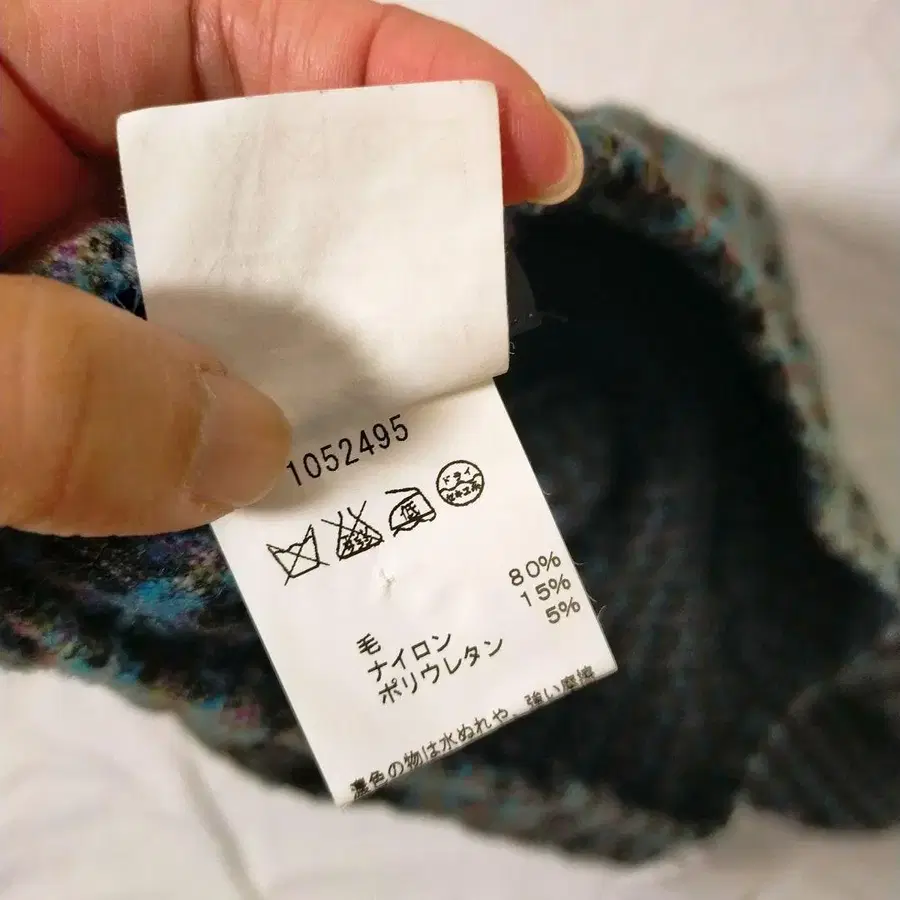 1052495
低
ドライ
セキユ系
毛 80%
ナイロン 15%
ポリウレタン 5%
濃色の物は水ぬれや、強い摩擦